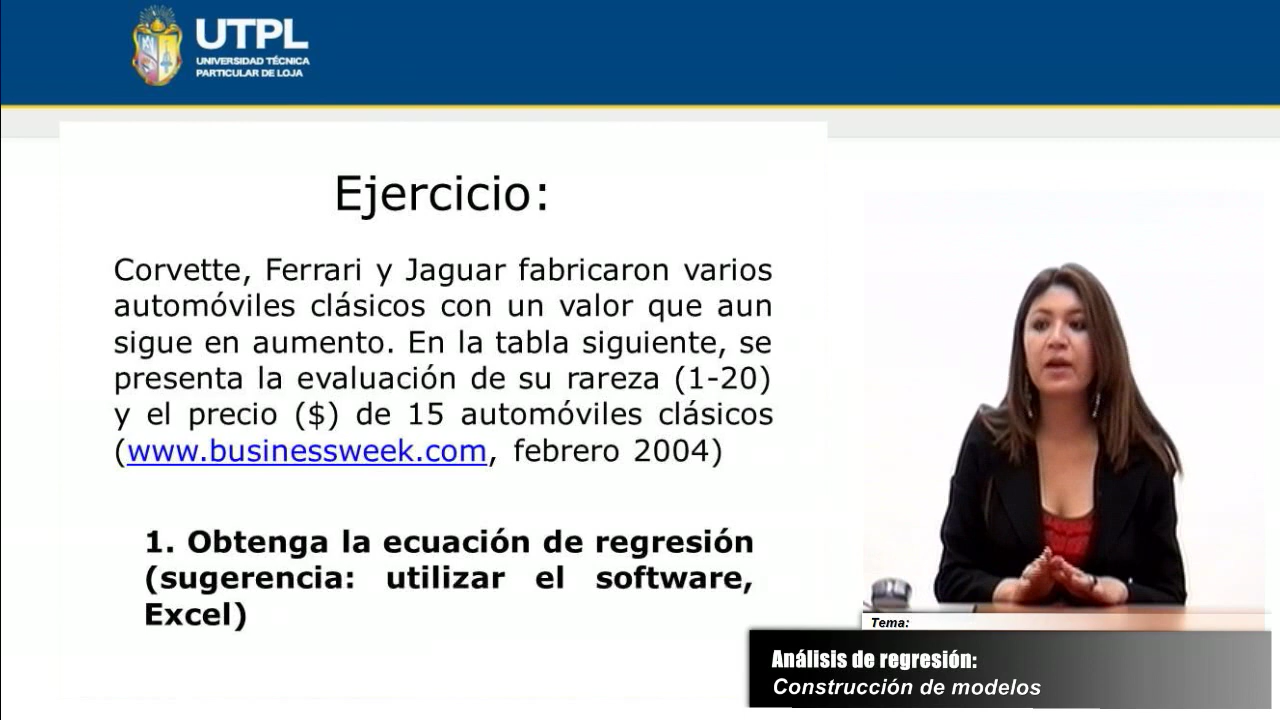 UTPL
UNIVERSIDAD TÉCNICA
PARTICULAR DE LOJA
Ejercicio:
Corvette, Ferrari y Jaguar fabricaron varios
automóviles clásicos con un valor que aun
sigue en aumento. En la tabla siguiente, se
presenta la evaluación de su rareza (1-20)
y el precio ($) de 15 automóviles clásicos
(www.businessweek.com, febrero 2004)
1. Obtenga la ecuación de regresión
(sugerencia: utilizar el software,
Excel)
Tema:
Análisis de regresión:
Construcción de modelos